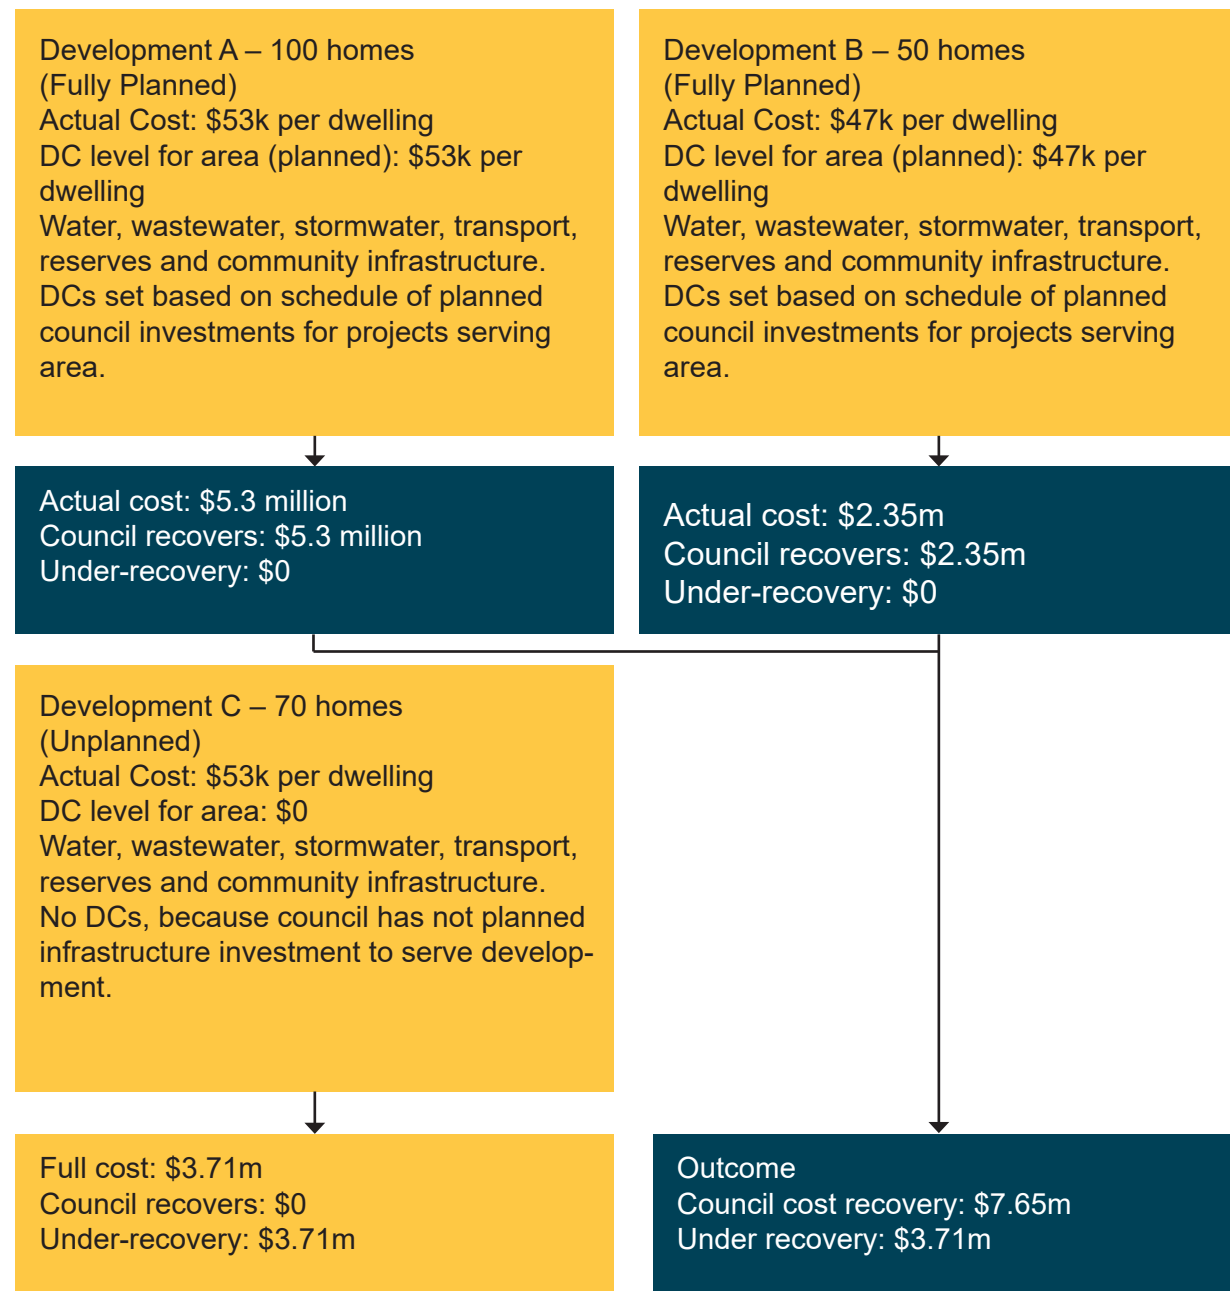 Development A – 100 homes
(Fully Planned)
Actual Cost: $53k per dwelling
DC level for area (planned): $53k per
dwelling
Water, wastewater, stormwater, transport,
reserves and community infrastructure.
DCs set based on schedule of planned
council investments for projects serving
area.
Development B – 50 homes
(Fully Planned)
Actual Cost: $47k per dwelling
DC level for area (planned): $47k per
dwelling
Water, wastewater, stormwater, transport,
reserves and community infrastructure.
DCs set based on schedule of planned
council investments for projects serving
area.
Actual cost: $5.3 million
Council recovers: $5.3 million
Under-recovery: $0
Actual cost: $2.35m
Council recovers: $2.35m
Under-recovery: $0
Development C – 70 homes
(Unplanned)
Actual Cost: $53k per dwelling
DC level for area: $0
Water, wastewater, stormwater, transport,
reserves and community infrastructure.
No DCs, because council has not planned
infrastructure investment to serve develop-
ment.
Full cost: $3.71m
Council recovers: $0
Under-recovery: $3.71m
Outcome
Council cost recovery: $7.65m
Under recovery: $3.71m